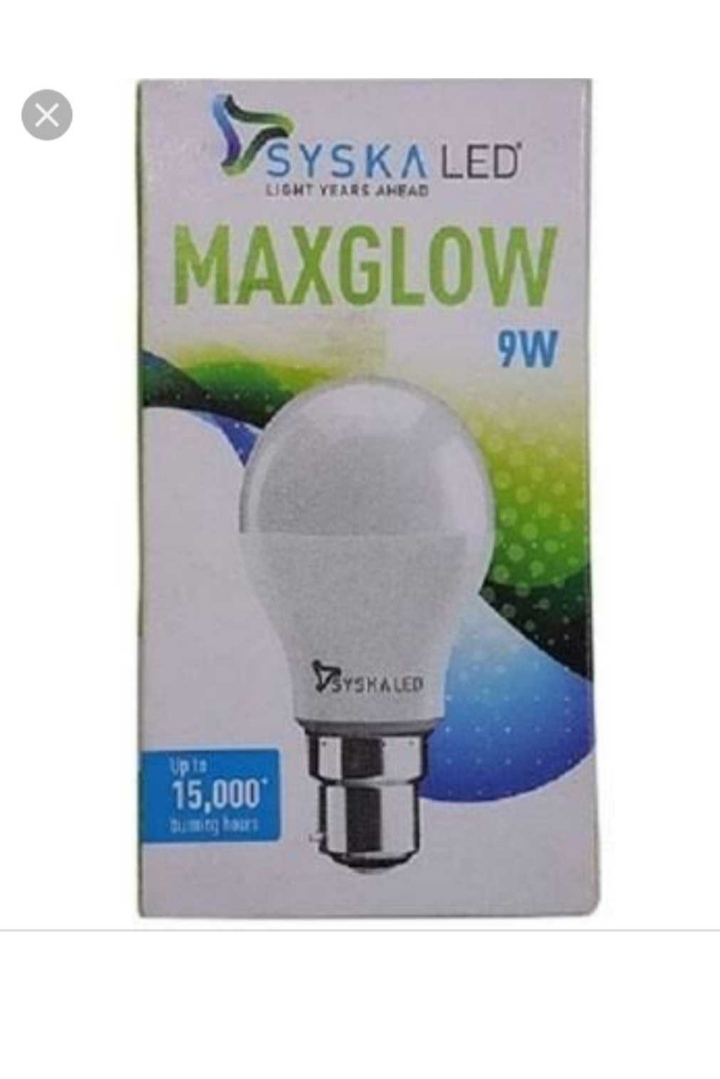 SYSKA LED
LIGHT YEARS AHEAD
MAXGLOW
9W
SYSKA LED
Up to
15,000*
burning hours